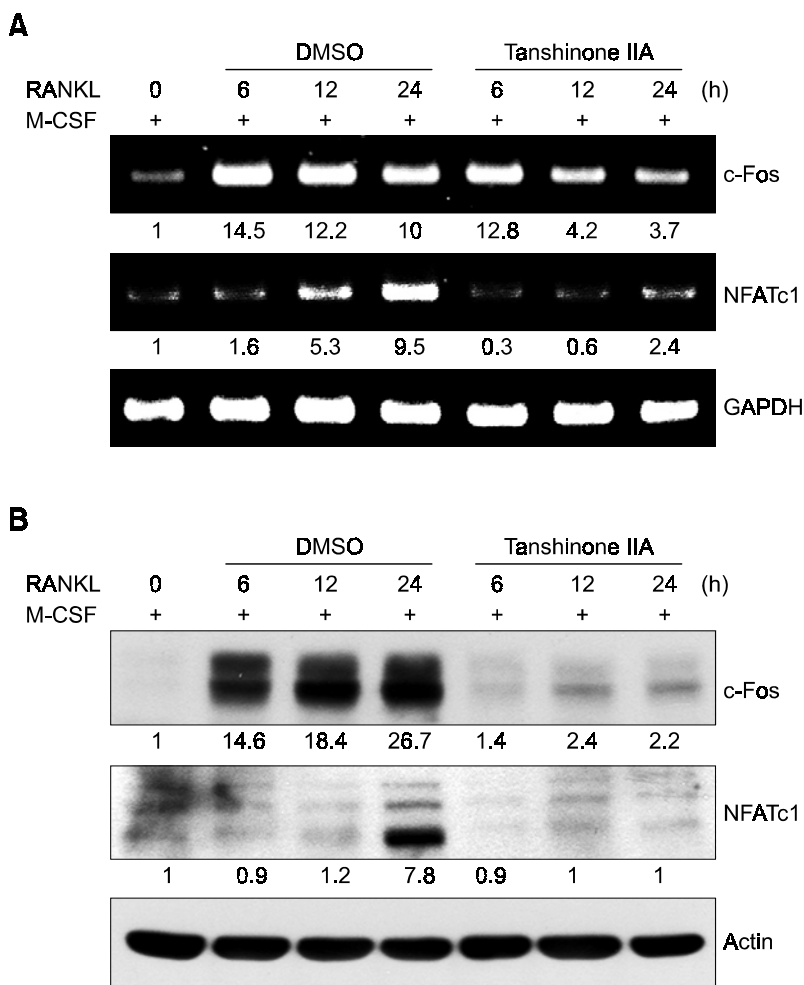 A
DMSO Tanshinone IIA
RANKL 0 6 12 24 6 12 24 (h)
M-CSF + + + + + + +
c-Fos
1 14.5 12.2 10 12.8 4.2 3.7
NFATc1
1 1.6 5.3 9.5 0.3 0.6 2.4
GAPDH
B
DMSO Tanshinone IIA
RANKL 0 6 12 24 6 12 24 (h)
M-CSF + + + + + + +
c-Fos
1 14.6 18.4 26.7 1.4 2.4 2.2
NFATc1
1 0.9 1.2 7.8 0.9 1 1
Actin